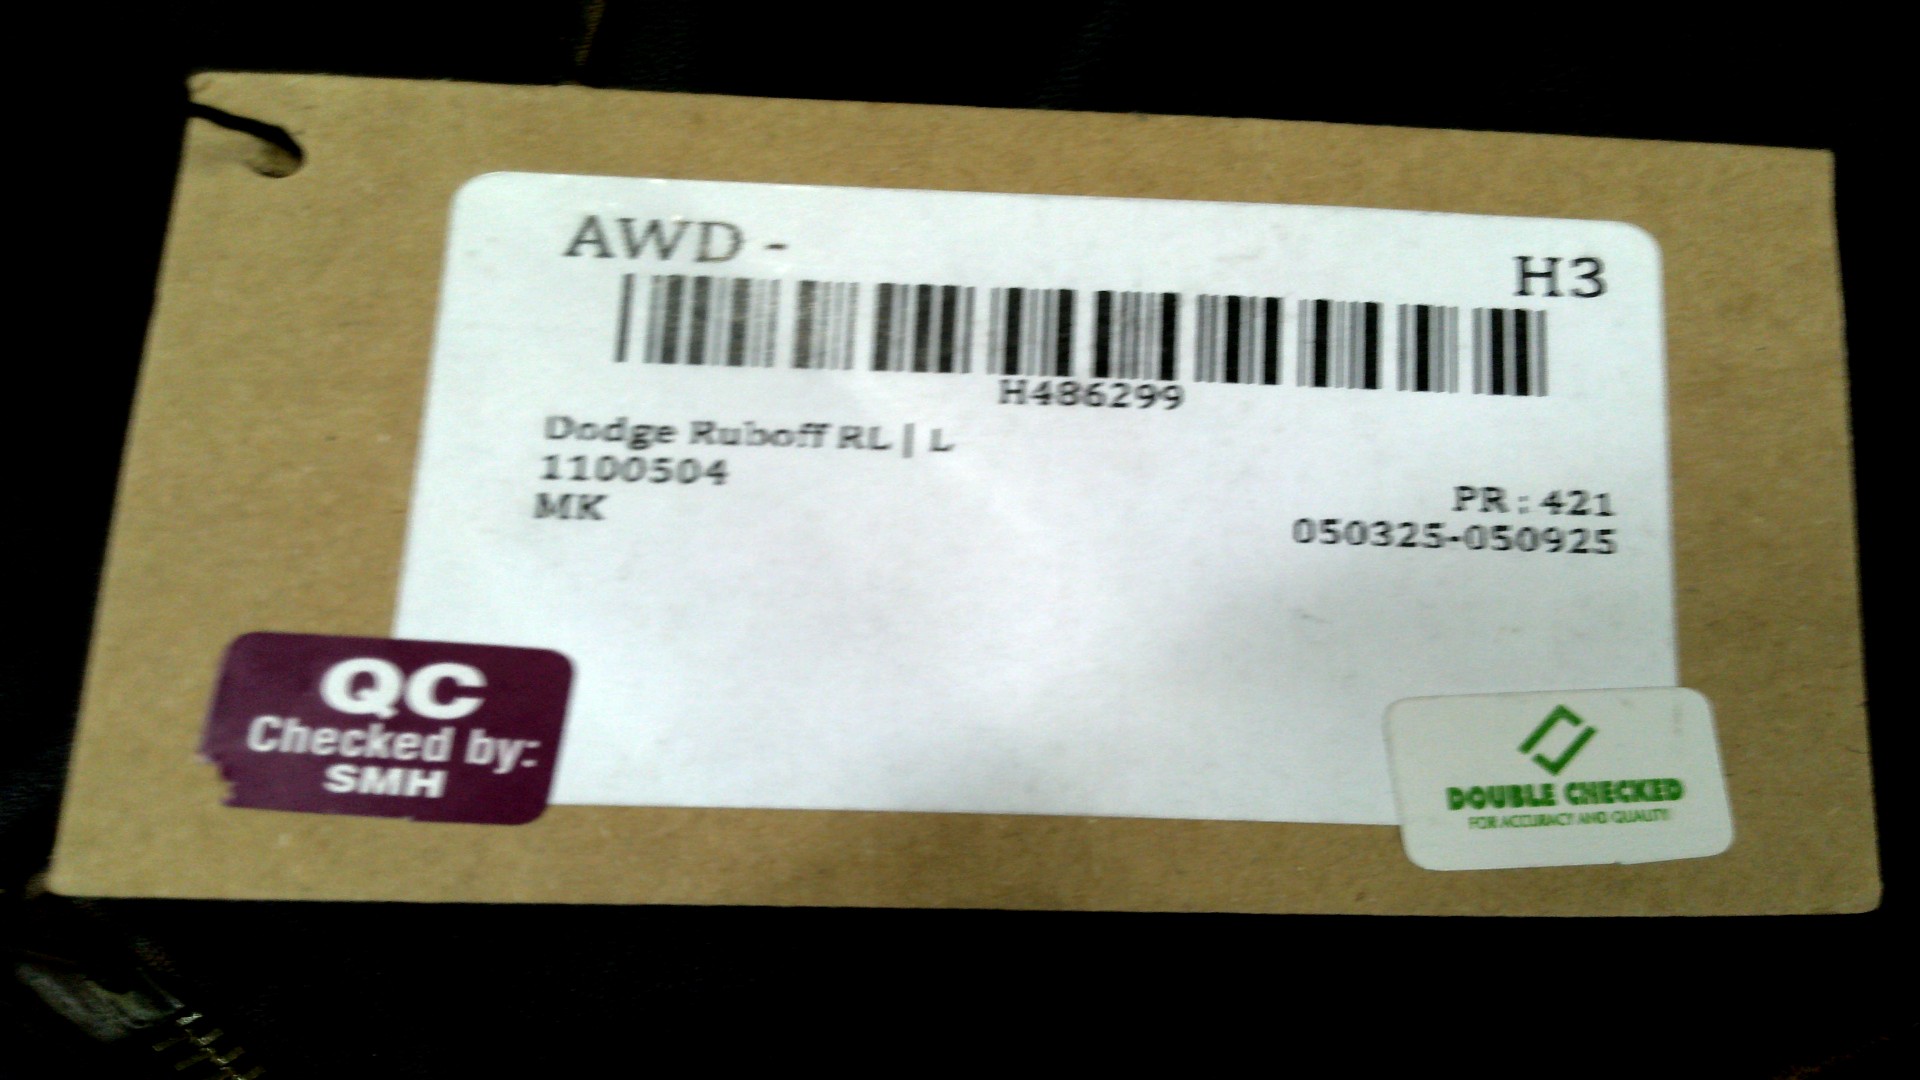 AWD -
H3
H486299
Dodge Ruboff RL | L
1100504
MK
PR : 421
050325-050925
QC
Checked by:
SMH
DOUBLE CHECKED
FOR ACCURACY AND QUALITY